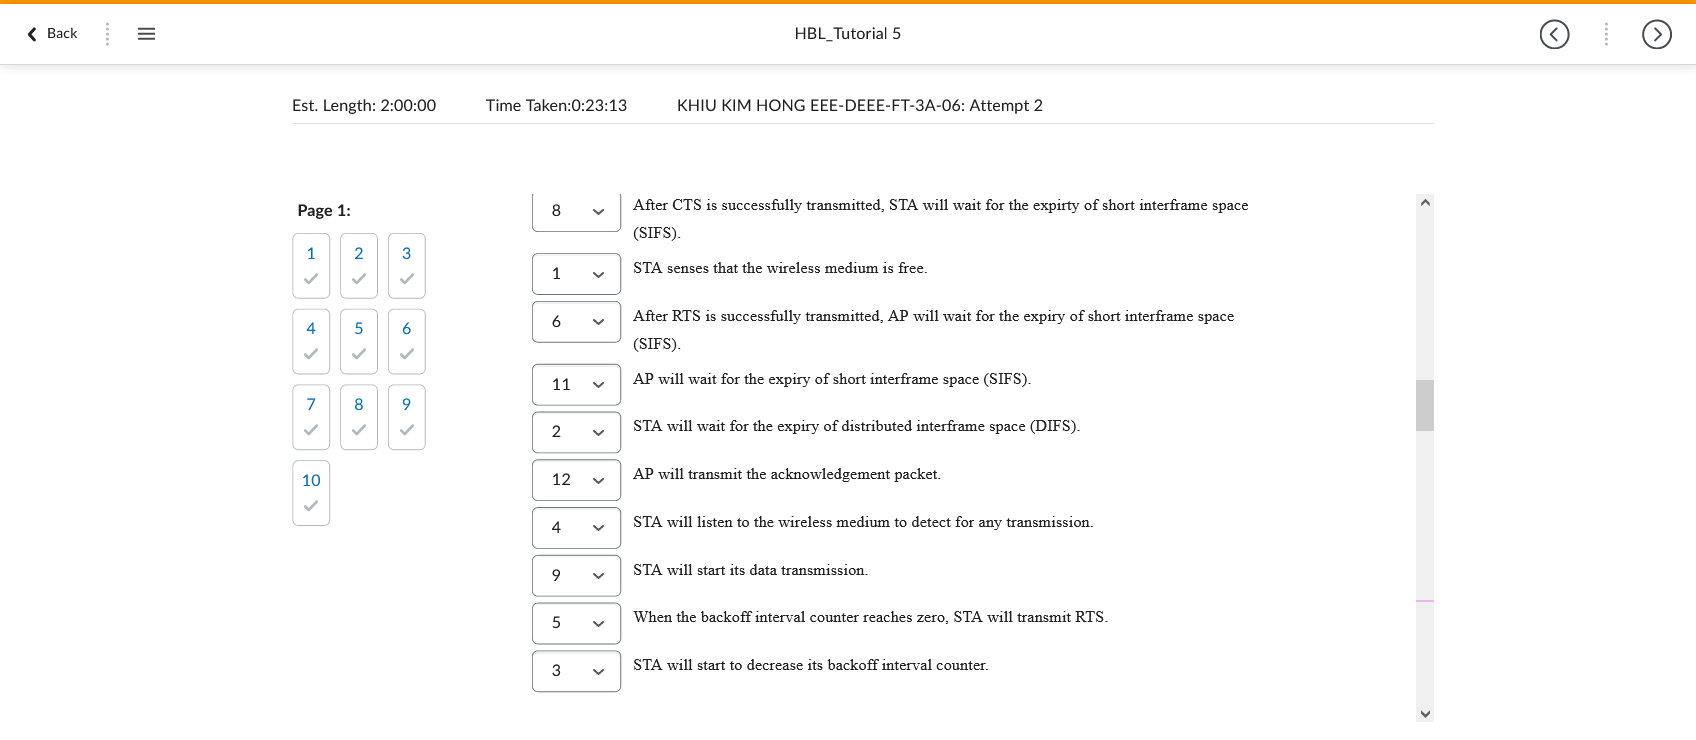 Back
HBL_Tutorial 5
Est. Length: 2:00:00 Time Taken:0:23:13 KHIU KIM HONG EEE-DEEE-FT-3A-06: Attempt 2
Page 1:
1 2 3
4 5 6
7 8 9
10
8 After CTS is successfully transmitted, STA will wait for the expirty of short interframe space
(SIFS).
1 STA senses that the wireless medium is free.
6 After RTS is successfully transmitted, AP will wait for the expiry of short interframe space
(SIFS).
11 AP will wait for the expiry of short interframe space (SIFS).
2 STA will wait for the expiry of distributed interframe space (DIFS).
12 AP will transmit the acknowledgement packet.
4 STA will listen to the wireless medium to detect for any transmission.
9 STA will start its data transmission.
5 When the backoff interval counter reaches zero, STA will transmit RTS.
3 STA will start to decrease its backoff interval counter.